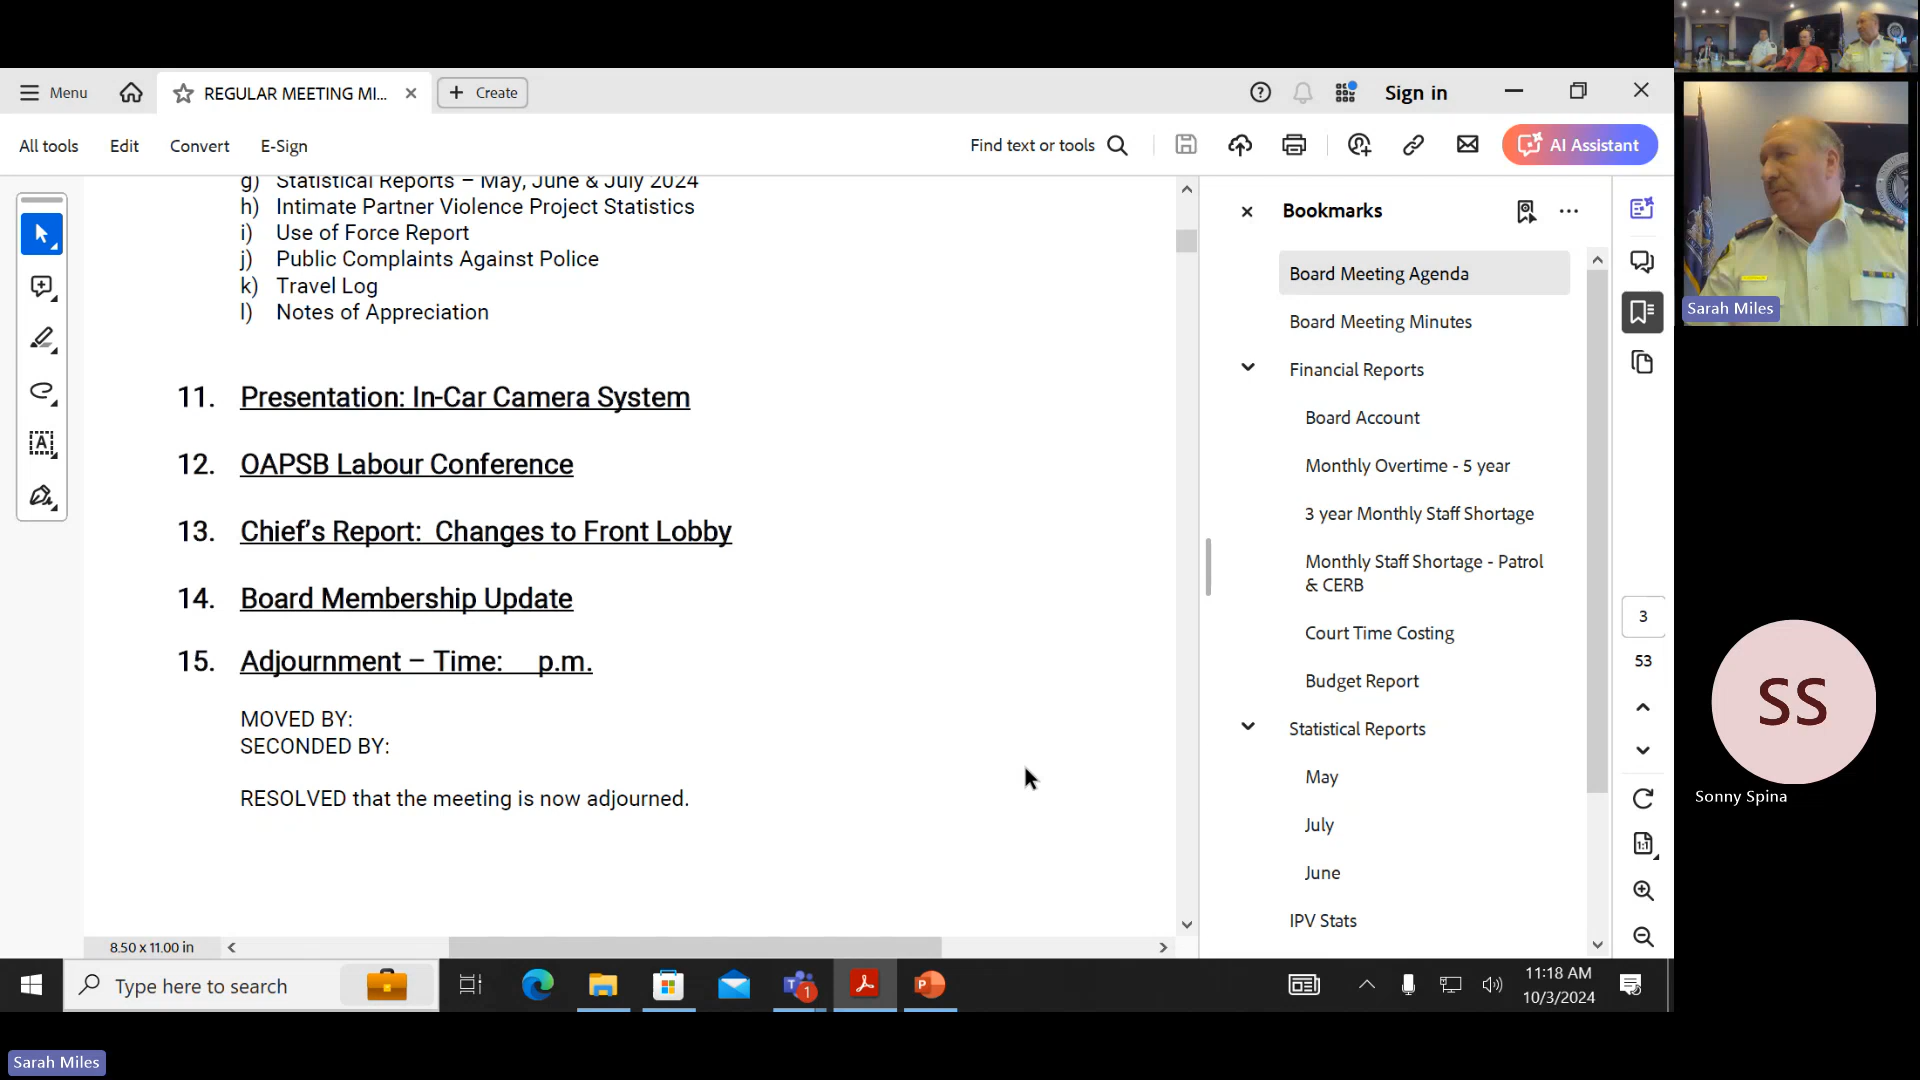 Menu
REGULAR MEETING MI...
Create
Sign in
All tools
Edit
Convert
E-Sign
Find text or tools
AI Assistant
g) Statistical Reports – May, June & July 2024
h) Intimate Partner Violence Project Statistics
i) Use of Force Report
j) Public Complaints Against Police
k) Travel Log
l) Notes of Appreciation
11. Presentation: In-Car Camera System
12. OAPSB Labour Conference
13. Chief's Report: Changes to Front Lobby
14. Board Membership Update
15. Adjournment – Time: p.m.
MOVED BY:
SECONDED BY:
RESOLVED that the meeting is now adjourned.
8.50 x 11.00 in
Bookmarks
Board Meeting Agenda
Board Meeting Minutes
Financial Reports
Board Account
Monthly Overtime - 5 year
3 year Monthly Staff Shortage
Monthly Staff Shortage - Patrol
& CERB
Court Time Costing
Budget Report
Statistical Reports
May
July
June
IPV Stats
3
53
1:1
Sarah Miles
SS
Sonny Spina
Type here to search
1
11:18 AM
10/3/2024
Sarah Miles